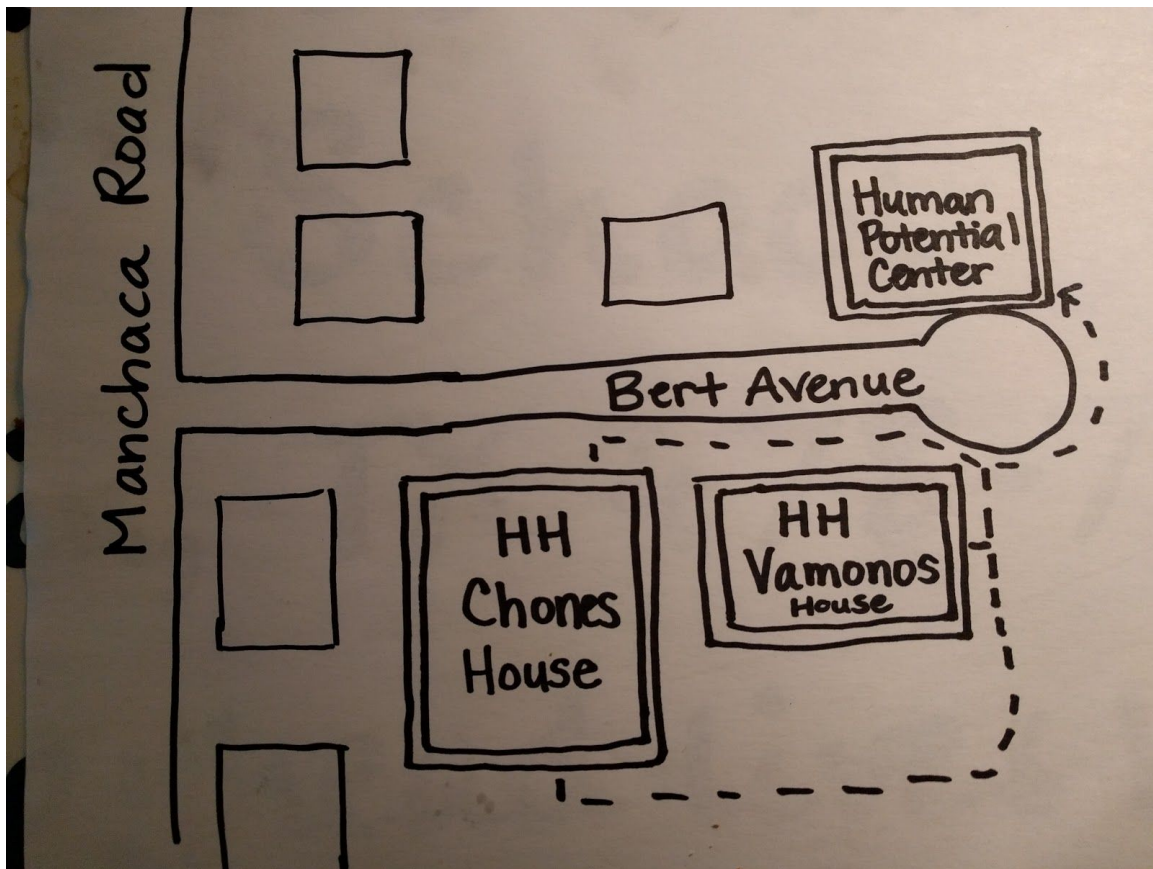 Manchaca Road
Human
Potential
Center
Bert Avenue
HH
Chones
House
HH
Vamonos
House